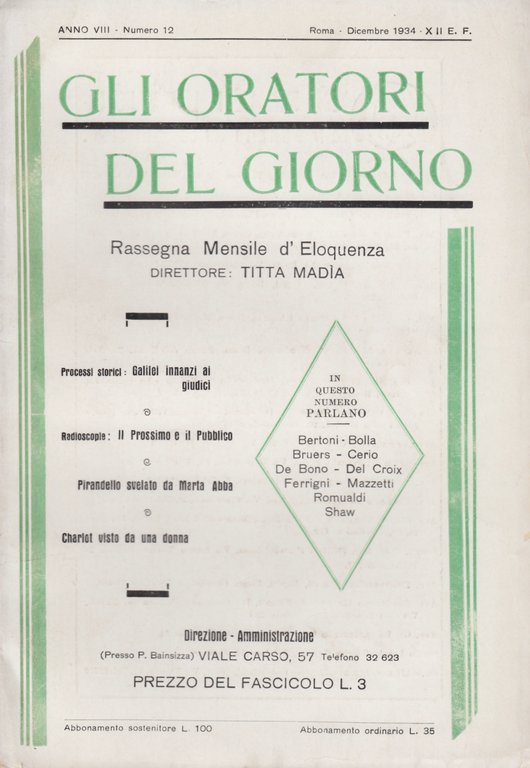 ANNO VIII - Numero 12
Roma - Dicembre 1934 - XII E. F.
GLI ORATORI
DEL GIORNO
Rassegna Mensile d' Eloquenza
DIRETTORE: TITTA MADÌA
Processi storici: Galilei innanzi ai
giudici
Radioscopie: Il Prossimo e il Pubblico
Pirandello svelato da Marta Abba
Charlot visto da una donna
IN
QUESTO
NUMERO
PARLANO
Bertoni - Bolla
Bruers - Cerio
De Bono - Del Croix
Ferrigni - Mazzetti
Romualdi
Shaw
Direzione - Amministrazione
(Presso P. Bainsizza) VIALE CARSO, 57 Telefono 32 623
PREZZO DEL FASCICOLO L. 3
Abbonamento sostenitore L. 100
Abbonamento ordinario L. 35